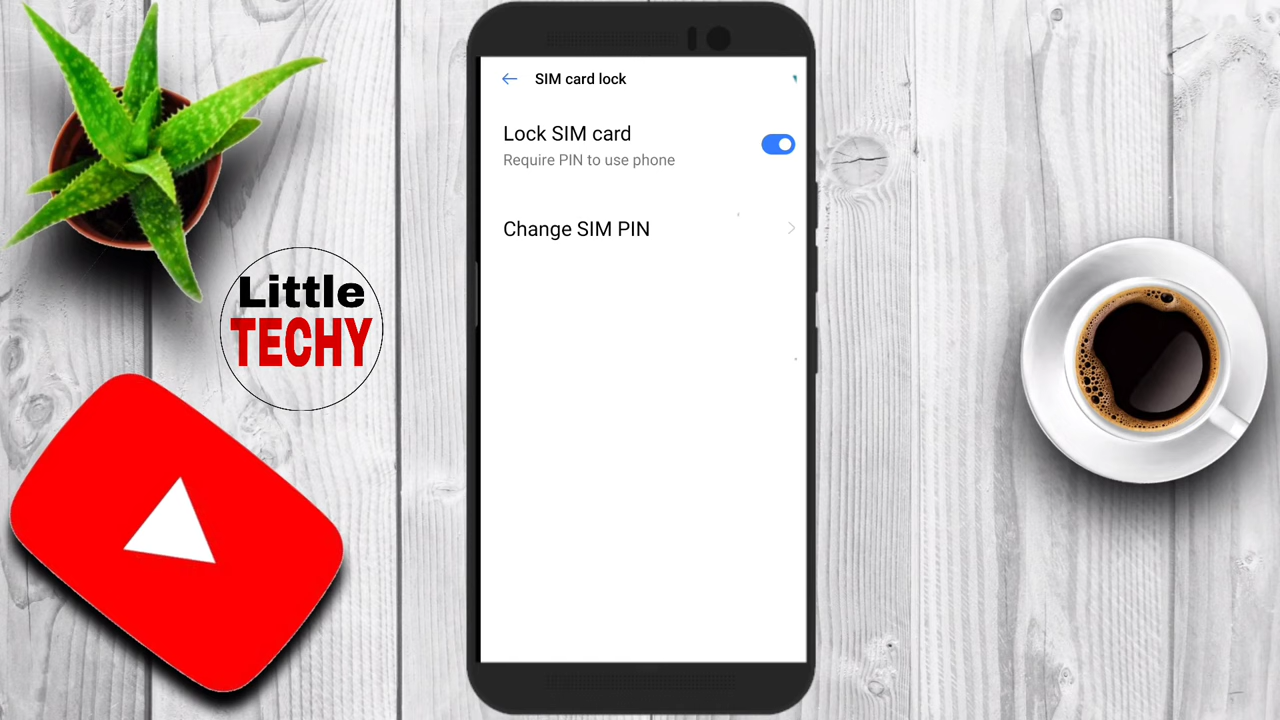 SIM card lock
Lock SIM card
Require PIN to use phone
Change SIM PIN
Little
TECHY